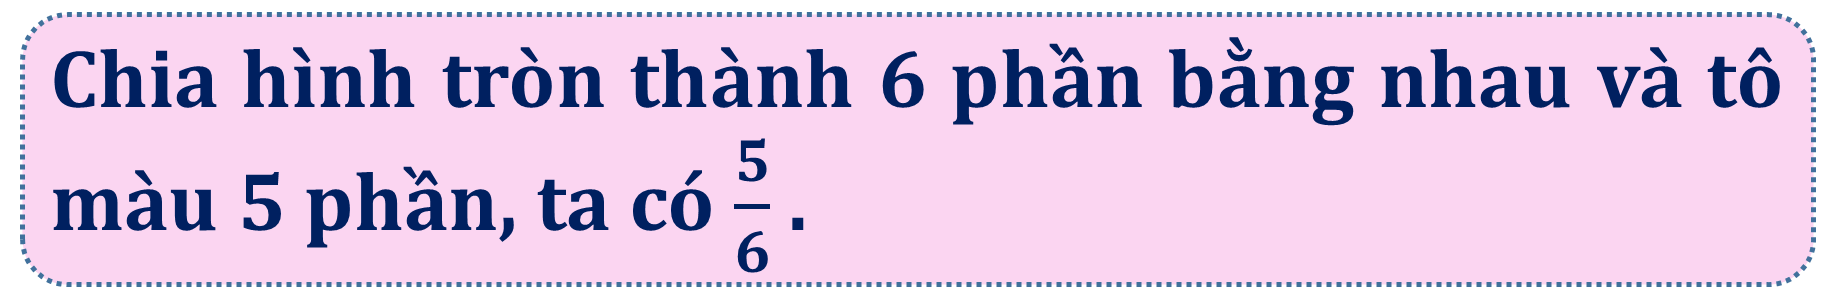 Chia hình tròn thành 6 phần bằng nhau và tô
màu 5 phần, ta có 5/6 .